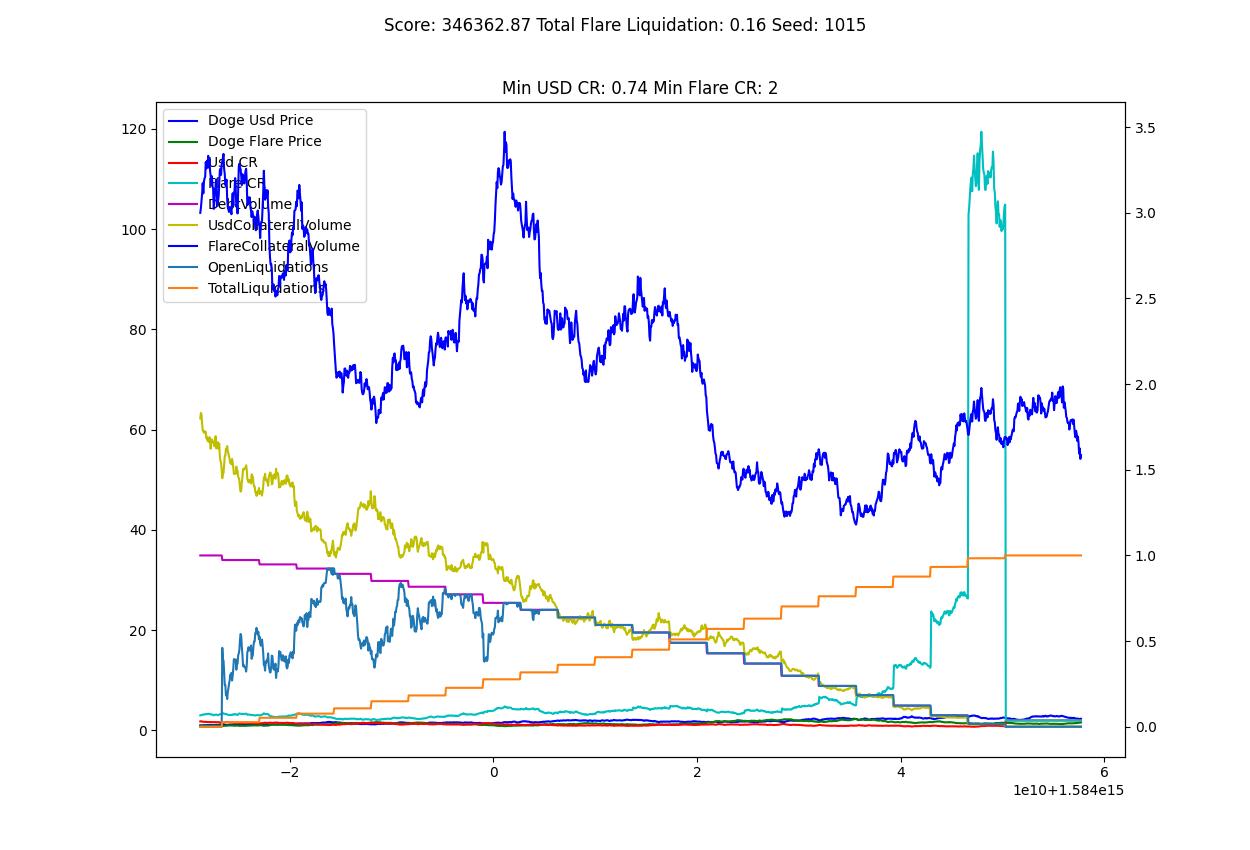 Score: 346362.87 Total Flare Liquidation: 0.16 Seed: 1015
Min USD CR: 0.74 Min Flare CR: 2
Doge Usd Price
Doge Flare Price
Usd CR
Flare CR
DebtVolume
UsdCollateralVolume
FlareCollateralVolume
OpenLiquidations
TotalLiquidations
120
100
80
60
40
20
0
3.5
3.0
2.5
2.0
1.5
1.0
0.5
0.0
−2
0
2
4
6
1e10+1.584e15